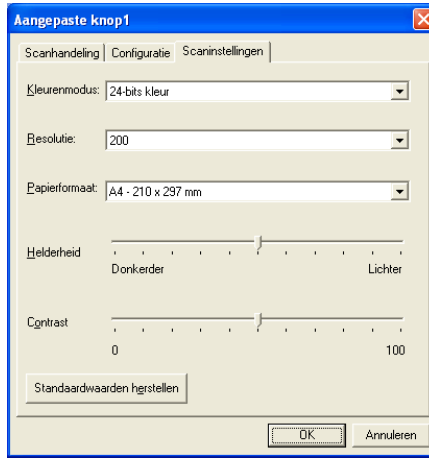 Aangepaste knop1
Scanhandeling Configuratie Scaninstellingen
Kleurenmodus: 24-bits kleur
Resolutie: 200
Papierformaat: A4 - 210 x 297 mm
Helderheid
Donkerder Lichter
Contrast
0 100
Standaardwaarden herstellen
OK Annuleren